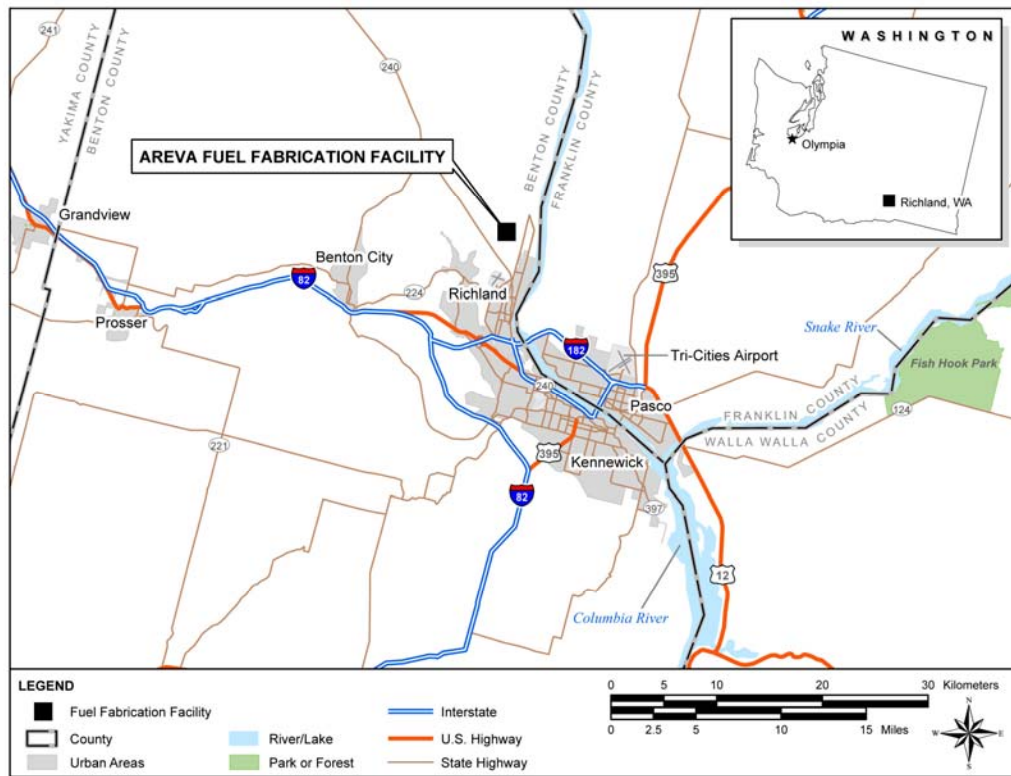 241
YAKIMA COUNTY
BENTON COUNTY
240
AREVA FUEL FABRICATION FACILITY
BENTON COUNTY
FRANKLIN COUNTY
WASHINGTON
Olympia
Richland, WA
Grandview
Benton City
82
224
Richland
395
Prosser
182
Tri-Cities Airport
Snake River
Fish Hook Park
240
Pasco
FRANKLIN COUNTY
WALLA WALLA COUNTY
124
221
395
Kennewick
82
397
12
Columbia River
LEGEND
Fuel Fabrication Facility
County
Urban Areas
River/Lake
Park or Forest
Interstate
U.S. Highway
State Highway
0 5 10 20 30 Kilometers
0 2.5 5 10 15 Miles
N
W E
S